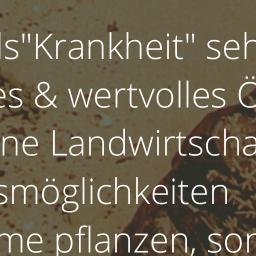 ls"Krankheit" seh
es & wertvolles Ö
ne Landwirtscha
smöglichkeiten
me pflanzen, son